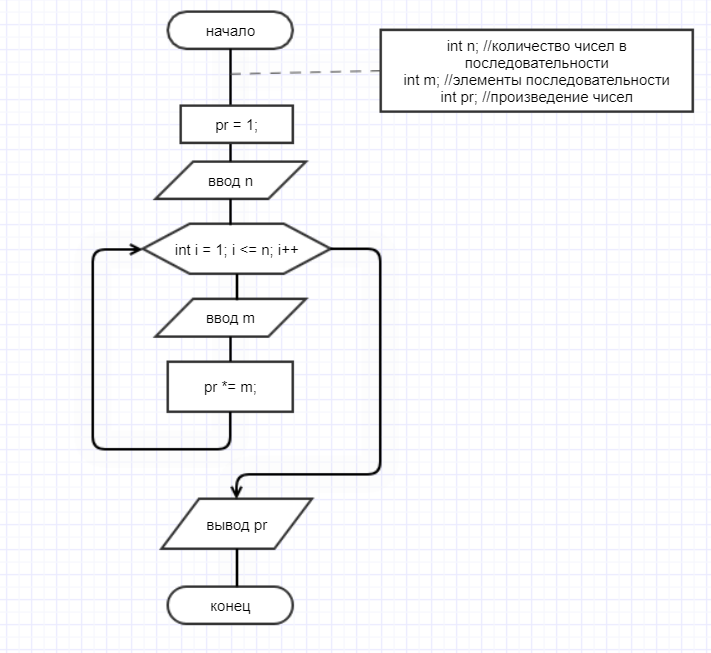 начало
int n; //количество чисел в
последовательности
int m; //элементы последовательности
int pr; //произведение чисел
pr = 1;
ввод n
int i = 1; i <= n; i++
ввод m
pr *= m;
вывод pr
конец